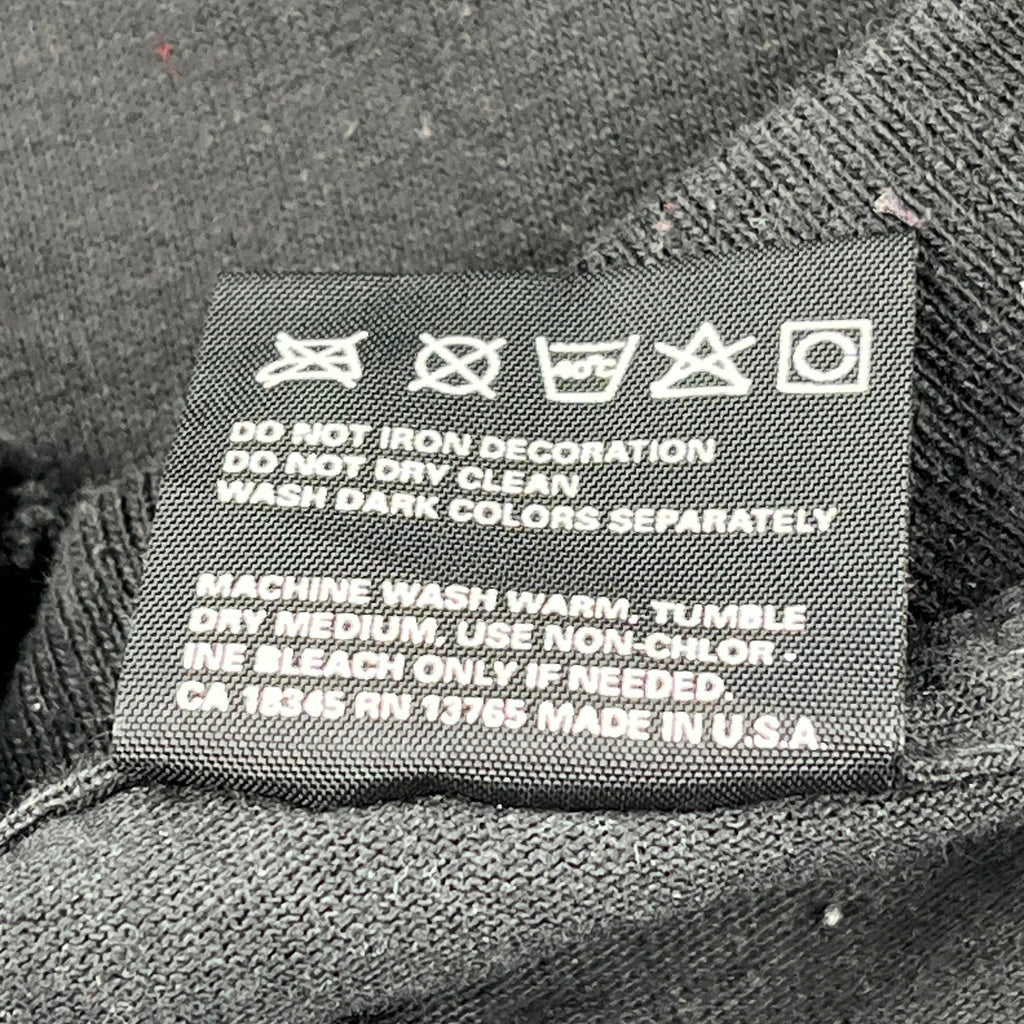 40c
DO NOT IRON DECORATION
DO NOT DRY CLEAN
WASH DARK COLORS SEPARATELY
MACHINE WASH WARM, TUMBLE
DRY MEDIUM, USE NON-CHLOR -
INE BLEACH ONLY IF NEEDED.
CA 18345 RN 13765 MADE IN U.S.A.